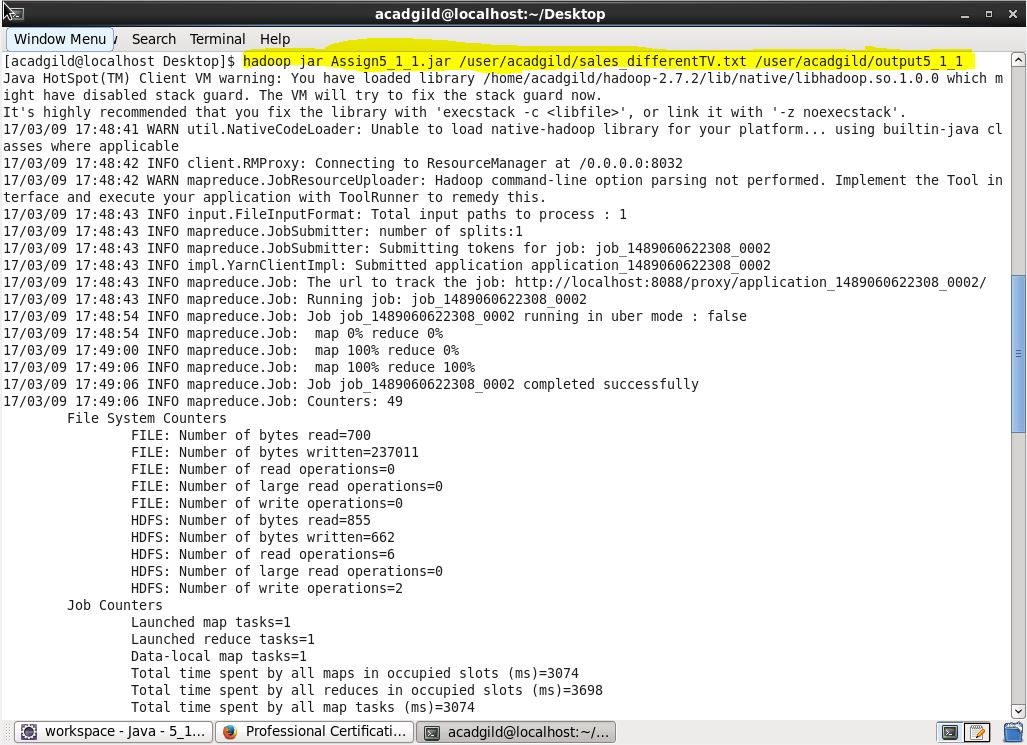 acadgild@localhost:~/Desktop
Window Menu Search Terminal Help
[acadgild@localhost Desktop]$ hadoop jar Assign5_1_1.jar /user/acadgild/sales_differentTV.txt /user/acadgild/output5_1_1
Java HotSpot(TM) Client VM warning: You have loaded library /home/acadgild/hadoop-2.7.2/lib/native/libhadoop.so.1.0.0 which m
ight have disabled stack guard. The VM will try to fix the stack guard now.
It's highly recommended that you fix the library with 'execstack -c <libfile>', or link it with '-z noexecstack'.
17/03/09 17:48:41 WARN util.NativeCodeLoader: Unable to load native-hadoop library for your platform... using builtin-java cl
asses where applicable
17/03/09 17:48:42 INFO client.RMProxy: Connecting to ResourceManager at /0.0.0.0:8032
17/03/09 17:48:42 WARN mapreduce.JobResourceUploader: Hadoop command-line option parsing not performed. Implement the Tool in
terface and execute your application with ToolRunner to remedy this.
17/03/09 17:48:43 INFO input.FileInputFormat: Total input paths to process : 1
17/03/09 17:48:43 INFO mapreduce.JobSubmitter: number of splits:1
17/03/09 17:48:43 INFO mapreduce.JobSubmitter: Submitting tokens for job: job_1489060622308_0002
17/03/09 17:48:43 INFO impl.YarnClientImpl: Submitted application application_1489060622308_0002
17/03/09 17:48:43 INFO mapreduce.Job: The url to track the job: http://localhost:8088/proxy/application_1489060622308_0002/
17/03/09 17:48:43 INFO mapreduce.Job: Running job: job_1489060622308_0002
17/03/09 17:48:54 INFO mapreduce.Job: Job job_1489060622308_0002 running in uber mode : false
17/03/09 17:48:54 INFO mapreduce.Job:  map 0% reduce 0%
17/03/09 17:49:00 INFO mapreduce.Job:  map 100% reduce 0%
17/03/09 17:49:06 INFO mapreduce.Job:  map 100% reduce 100%
17/03/09 17:49:06 INFO mapreduce.Job: Job job_1489060622308_0002 completed successfully
17/03/09 17:49:06 INFO mapreduce.Job: Counters: 49
File System Counters
FILE: Number of bytes read=700
FILE: Number of bytes written=237011
FILE: Number of read operations=0
FILE: Number of large read operations=0
FILE: Number of write operations=0
HDFS: Number of bytes read=855
HDFS: Number of bytes written=662
HDFS: Number of read operations=6
HDFS: Number of large read operations=0
HDFS: Number of write operations=2
Job Counters
Launched map tasks=1
Launched reduce tasks=1
Data-local map tasks=1
Total time spent by all maps in occupied slots (ms)=3074
Total time spent by all reduces in occupied slots (ms)=3698
Total time spent by all map tasks (ms)=3074
workspace - Java - 5_1... Professional Certificati... acadgild@localhost:~/...